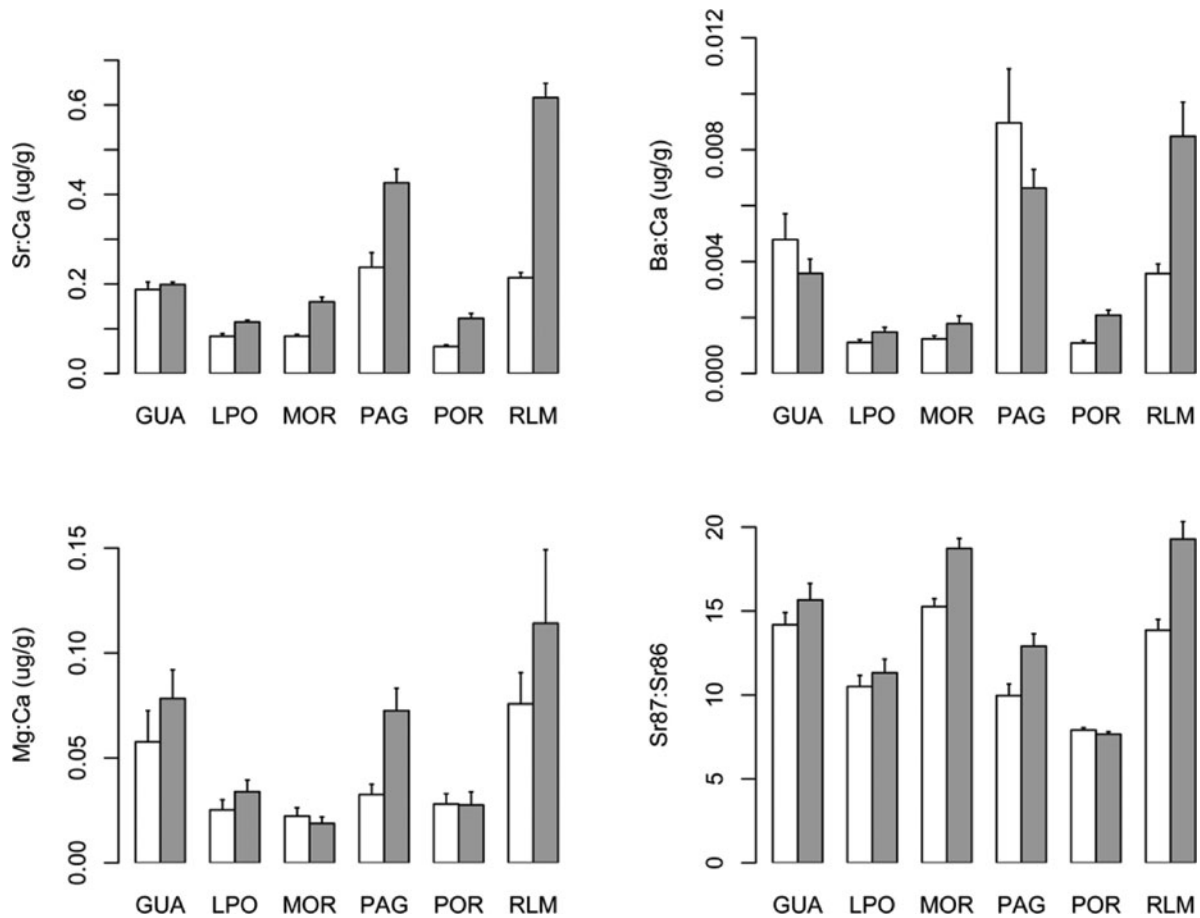 Sr:Ca (ug/g)
0.6
0.4
0.2
0.0
GUA LPO MOR PAG POR RLM
Ba:Ca (ug/g)
0.012
0.008
0.004
0.000
GUA LPO MOR PAG POR RLM
Mg:Ca (ug/g)
0.15
0.10
0.05
0.00
GUA LPO MOR PAG POR RLM
Sr87:Sr86
20
15
10
5
0
GUA LPO MOR PAG POR RLM